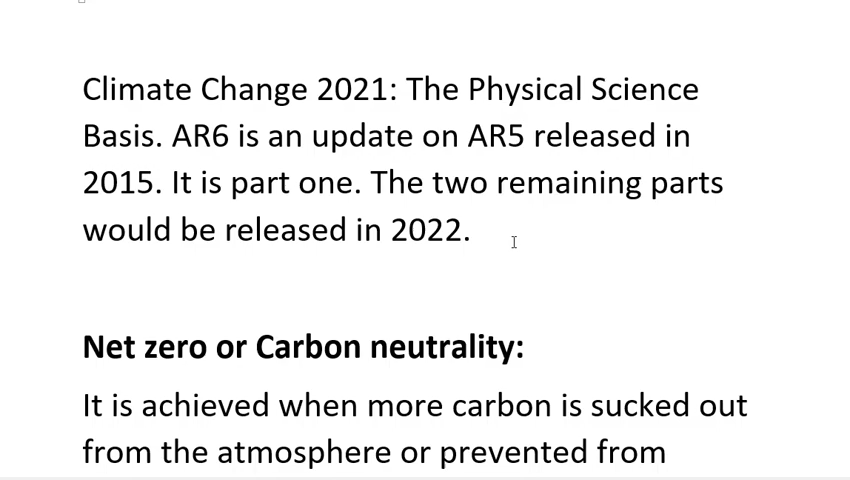 Climate Change 2021: The Physical Science
Basis. AR6 is an update on AR5 released in
2015. It is part one. The two remaining parts
would be released in 2022.
Net zero or Carbon neutrality:
It is achieved when more carbon is sucked out
from the atmosphere or prevented from